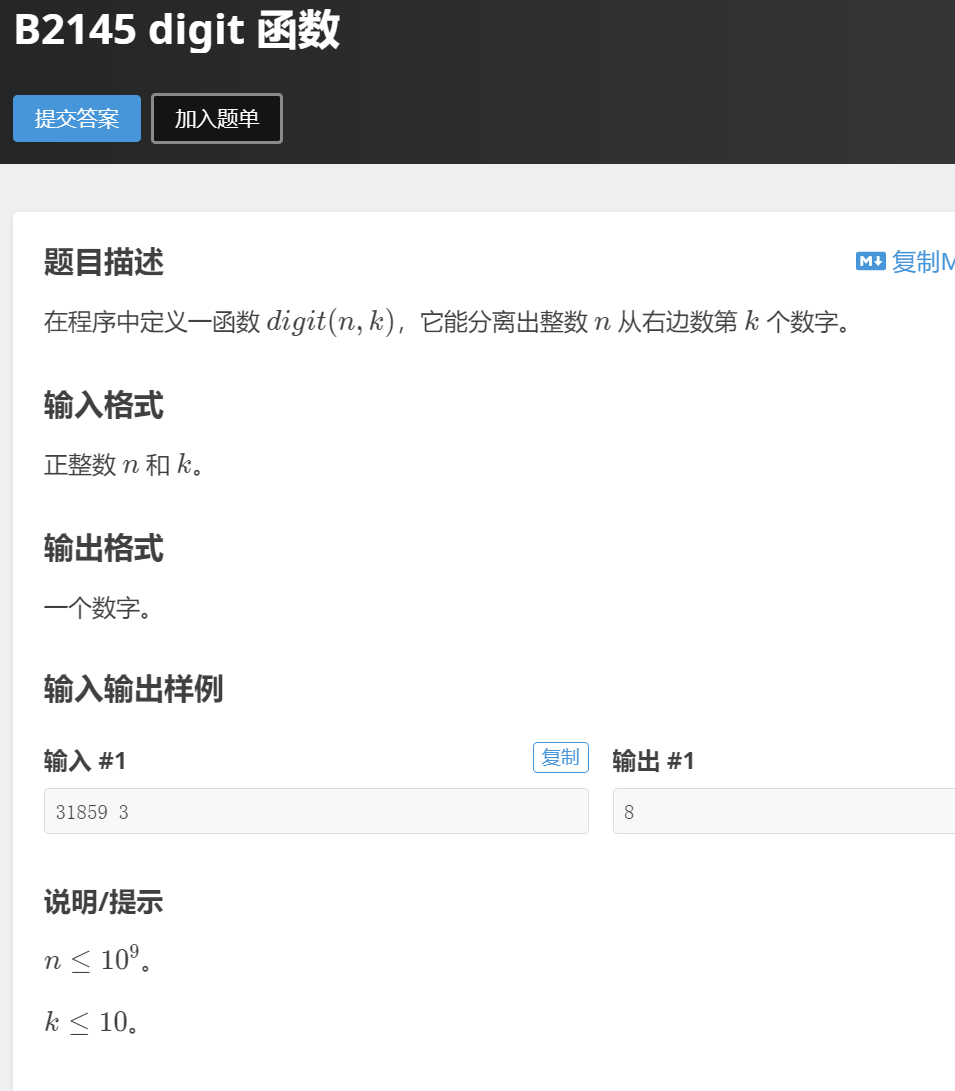 B2145 digit 函数
提交答案 加入题单
题目描述
复制M
在程序中定义一函数 digit(n, k)，它能分离出整数 n 从右边数第 k 个数字。
输入格式
正整数 n 和 k。
输出格式
一个数字。
输入输出样例
输入 #1 复制 输出 #1
31859 3 8
说明/提示
n ≤ 10⁹。
k ≤ 10。